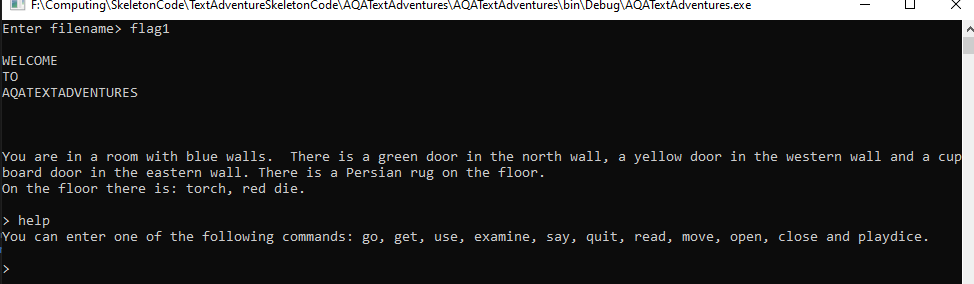 F:\Computing\SkeletonCode\TextAdventureSkeletonCode\AQATextAdventures\AQATextAdventures\bin\Debug\AQATextAdventures.exe
Enter filename> flag1
WELCOME
TO
AQATEXTADVENTURES
You are in a room with blue walls.  There is a green door in the north wall, a yellow door in the western wall and a cup
board door in the eastern wall. There is a Persian rug on the floor.
On the floor there is: torch, red die.
> help
You can enter one of the following commands: go, get, use, examine, say, quit, read, move, open, close and playdice.
>